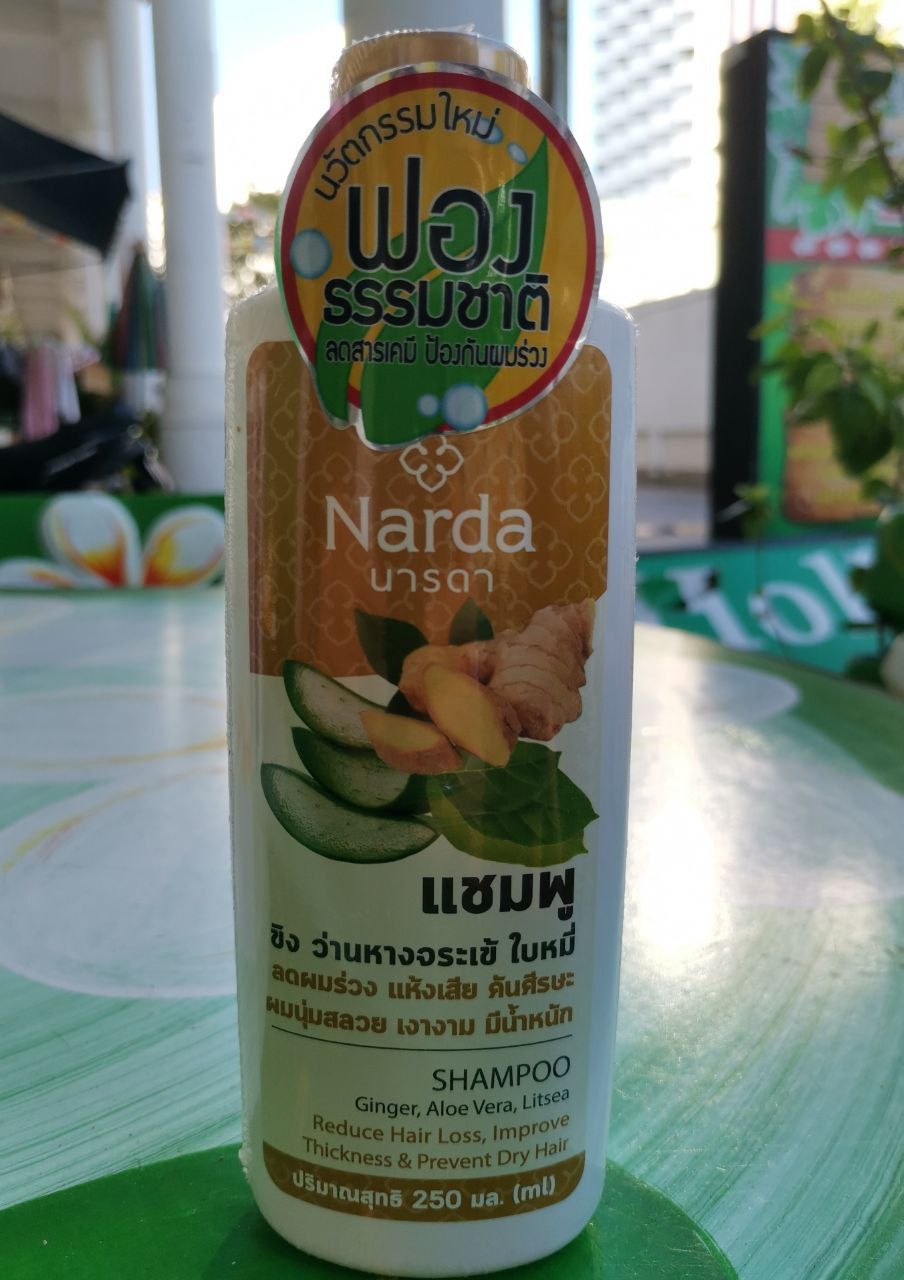 นวัตกรรมใหม่
ฟอง
ธรรมชาติ
ลดสารเคมี ป้องกันผมร่วง
Narda
นารดา
แชมพู
ขิง ว่านหางจระเข้ ใบหมี่
ลดผมร่วง แห้งเสีย คันศีรษะ
ผมนุ่มสลวย เงางาม มีน้ำหนัก
SHAMPOO
Ginger, Aloe Vera, Litsea
Reduce Hair Loss, Improve
Thickness & Prevent Dry Hair
ปริมาณสุทธิ 250 มล. (ml)